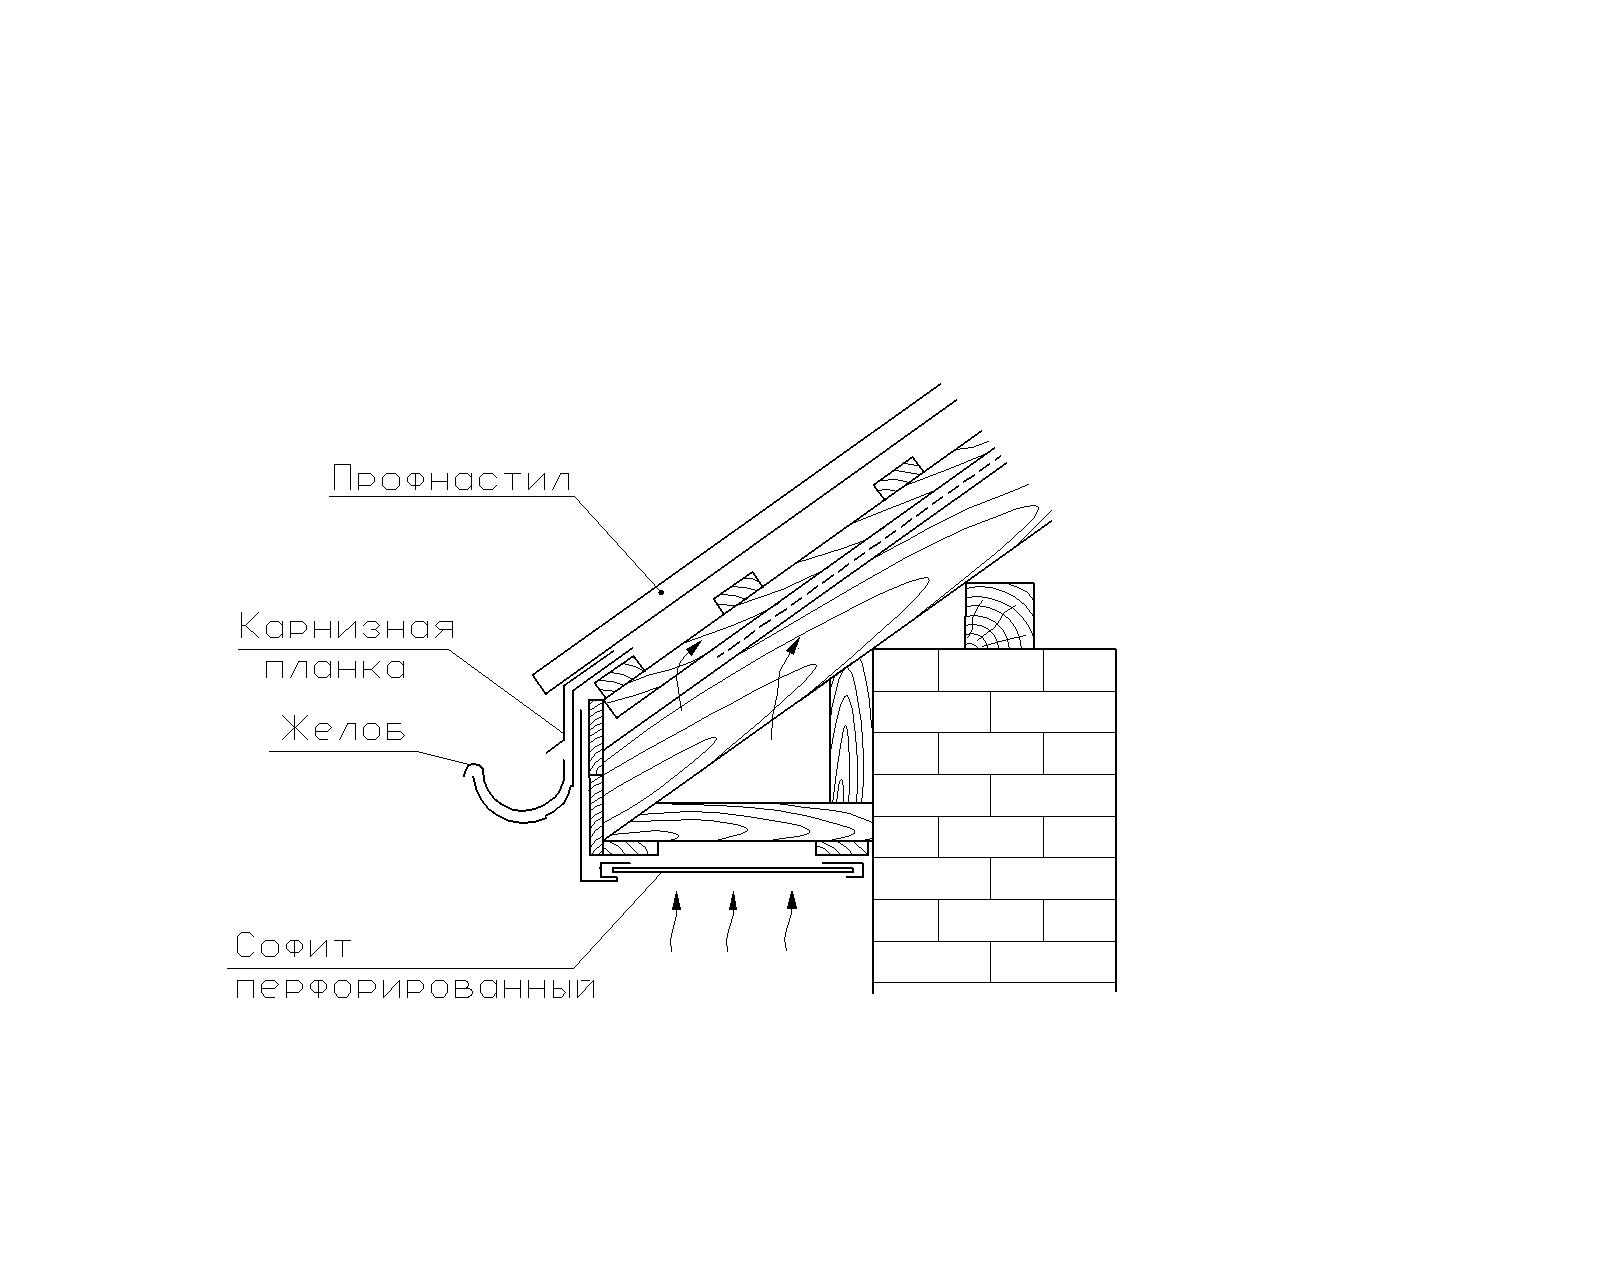 Профнастил
Карнизная
планка
Желоб
Софит
перфорированный